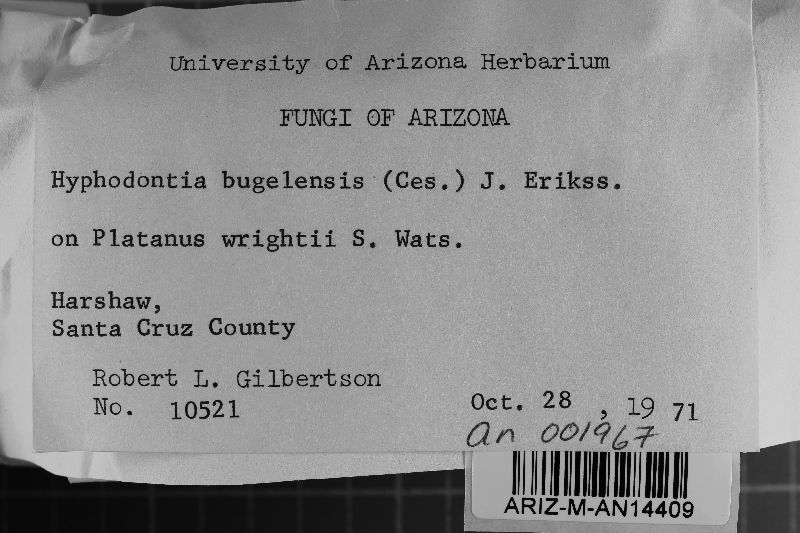 University of Arizona Herbarium
FUNGI OF ARIZONA
Hyphodontia bugelensis (Ces.) J. Erikss.
on Platanus wrightii S. Wats.
Harshaw,
Santa Cruz County
Robert L. Gilbertson
No. 10521
Oct. 28, 19 71
an 001967
ARIZ-M-AN14409